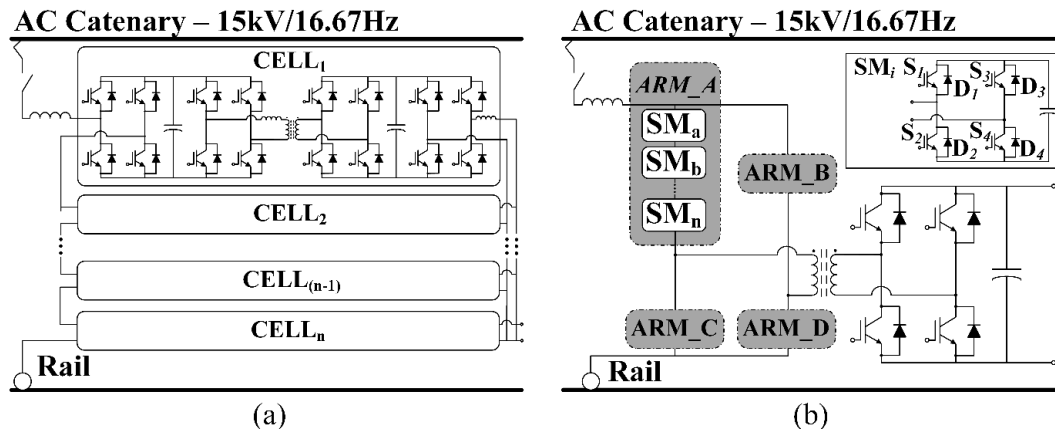 AC Catenary – 15kV/16.67Hz
CELL1
CELL2
CELL(n-1)
CELLn
Rail
(a)
AC Catenary – 15kV/16.67Hz
ARM_A
SMa
SMb
SMn
ARM_B
ARM_C
ARM_D
SMi
S1
D1
S3
D3
S2
D2
S4
D4
Rail
(b)